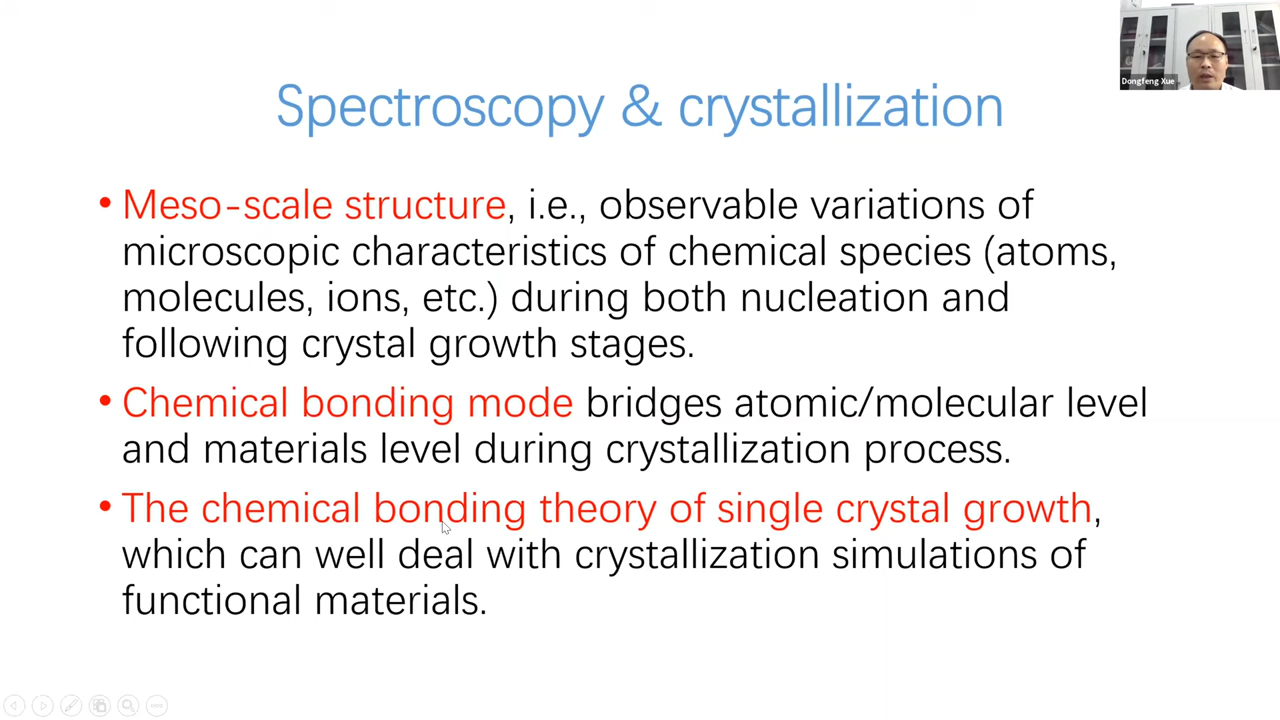 Dongfeng Xue
Spectroscopy & crystallization
• Meso-scale structure, i.e., observable variations of
microscopic characteristics of chemical species (atoms,
molecules, ions, etc.) during both nucleation and
following crystal growth stages.
• Chemical bonding mode bridges atomic/molecular level
and materials level during crystallization process.
• The chemical bonding theory of single crystal growth,
which can well deal with crystallization simulations of
functional materials.